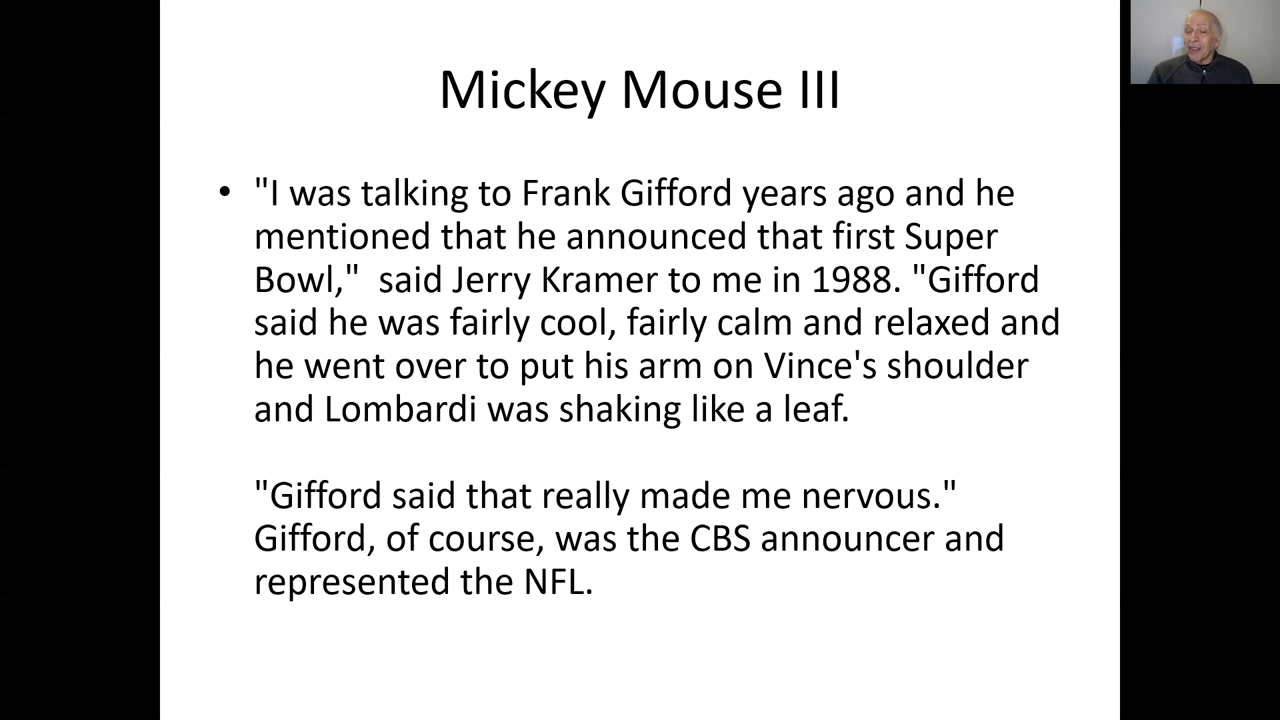 Mickey Mouse III
• "I was talking to Frank Gifford years ago and he
mentioned that he announced that first Super
Bowl,"  said Jerry Kramer to me in 1988. "Gifford
said he was fairly cool, fairly calm and relaxed and
he went over to put his arm on Vince's shoulder
and Lombardi was shaking like a leaf.
"Gifford said that really made me nervous."
Gifford, of course, was the CBS announcer and
represented the NFL.